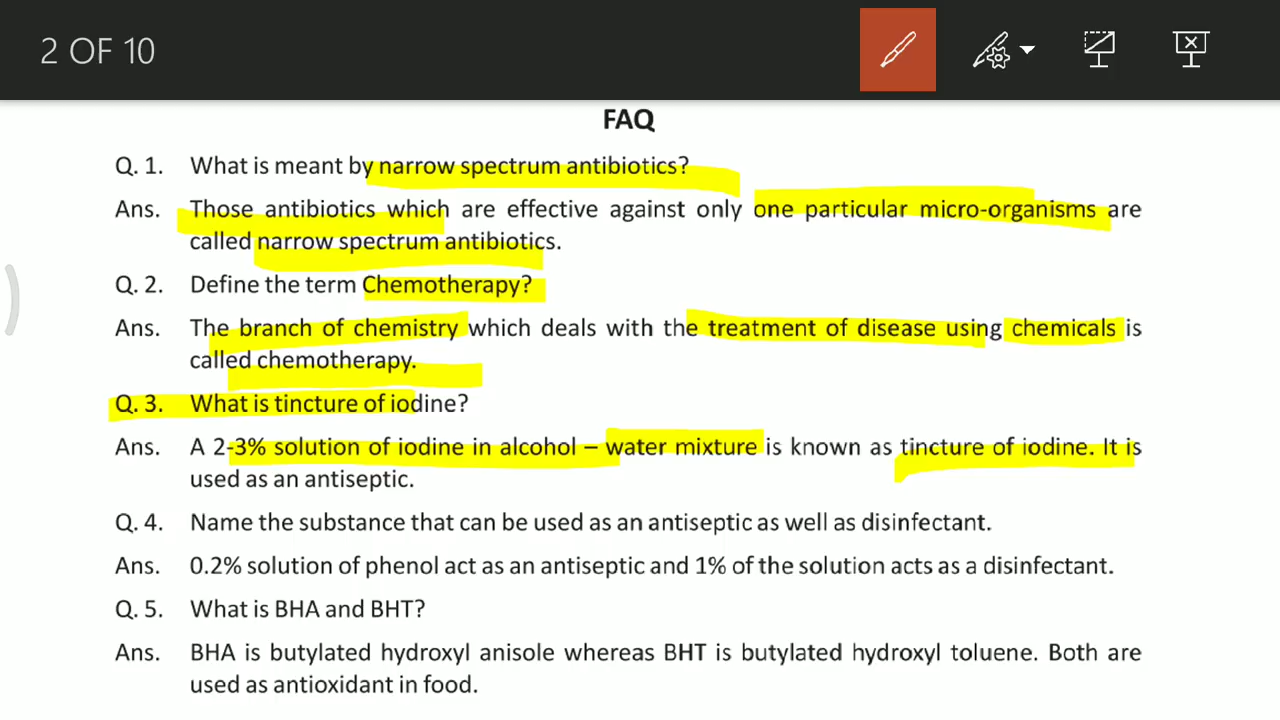 2 OF 10
FAQ
Q. 1. What is meant by narrow spectrum antibiotics?
Ans. Those antibiotics which are effective against only one particular micro-organisms are
called narrow spectrum antibiotics.
Q. 2. Define the term Chemotherapy?
Ans. The branch of chemistry which deals with the treatment of disease using chemicals is
called chemotherapy.
Q. 3. What is tincture of iodine?
Ans. A 2-3% solution of iodine in alcohol – water mixture is known as tincture of iodine. It is
used as an antiseptic.
Q. 4. Name the substance that can be used as an antiseptic as well as disinfectant.
Ans. 0.2% solution of phenol act as an antiseptic and 1% of the solution acts as a disinfectant.
Q. 5. What is BHA and BHT?
Ans. BHA is butylated hydroxyl anisole whereas BHT is butylated hydroxyl toluene. Both are
used as antioxidant in food.